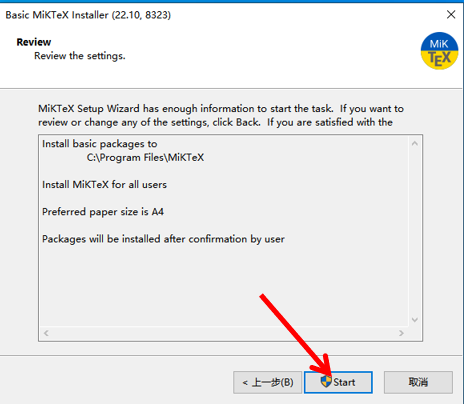 Basic MiKTeX Installer (22.10, 8323)
Review
Review the settings.
MiK
TEX
MiKTeX Setup Wizard has enough information to start the task.  If you want to
review or change any of the settings, click Back.  If you are satisfied with the
Install basic packages to
C:\Program Files\MiKTeX
Install MiKTeX for all users
Preferred paper size is A4
Packages will be installed after confirmation by user
< 上一步(B)
Start
取消